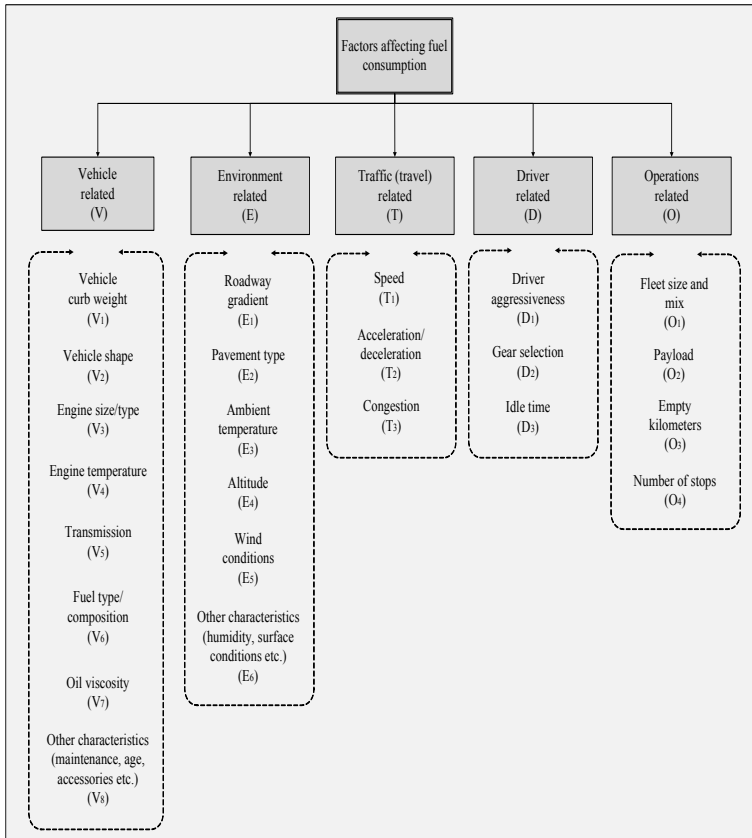 Factors affecting fuel
consumption
Vehicle
related
(V)
Environment
related
(E)
Traffic (travel)
related
(T)
Driver
related
(D)
Operations
related
(O)
Vehicle
curb weight
(V1)
Vehicle shape
(V2)
Engine size/type
(V3)
Engine temperature
(V4)
Transmission
(V5)
Fuel type/
composition
(V6)
Oil viscosity
(V7)
Other characteristics
(maintenance, age,
accessories etc.)
(V8)
Roadway
gradient
(E1)
Pavement type
(E2)
Ambient
temperature
(E3)
Altitude
(E4)
Wind
conditions
(E5)
Other characteristics
(humidity, surface
conditions etc.)
(E6)
Speed
(T1)
Acceleration/
deceleration
(T2)
Congestion
(T3)
Driver
aggressiveness
(D1)
Gear selection
(D2)
Idle time
(D3)
Fleet size and
mix
(O1)
Payload
(O2)
Empty
kilometers
(O3)
Number of stops
(O4)